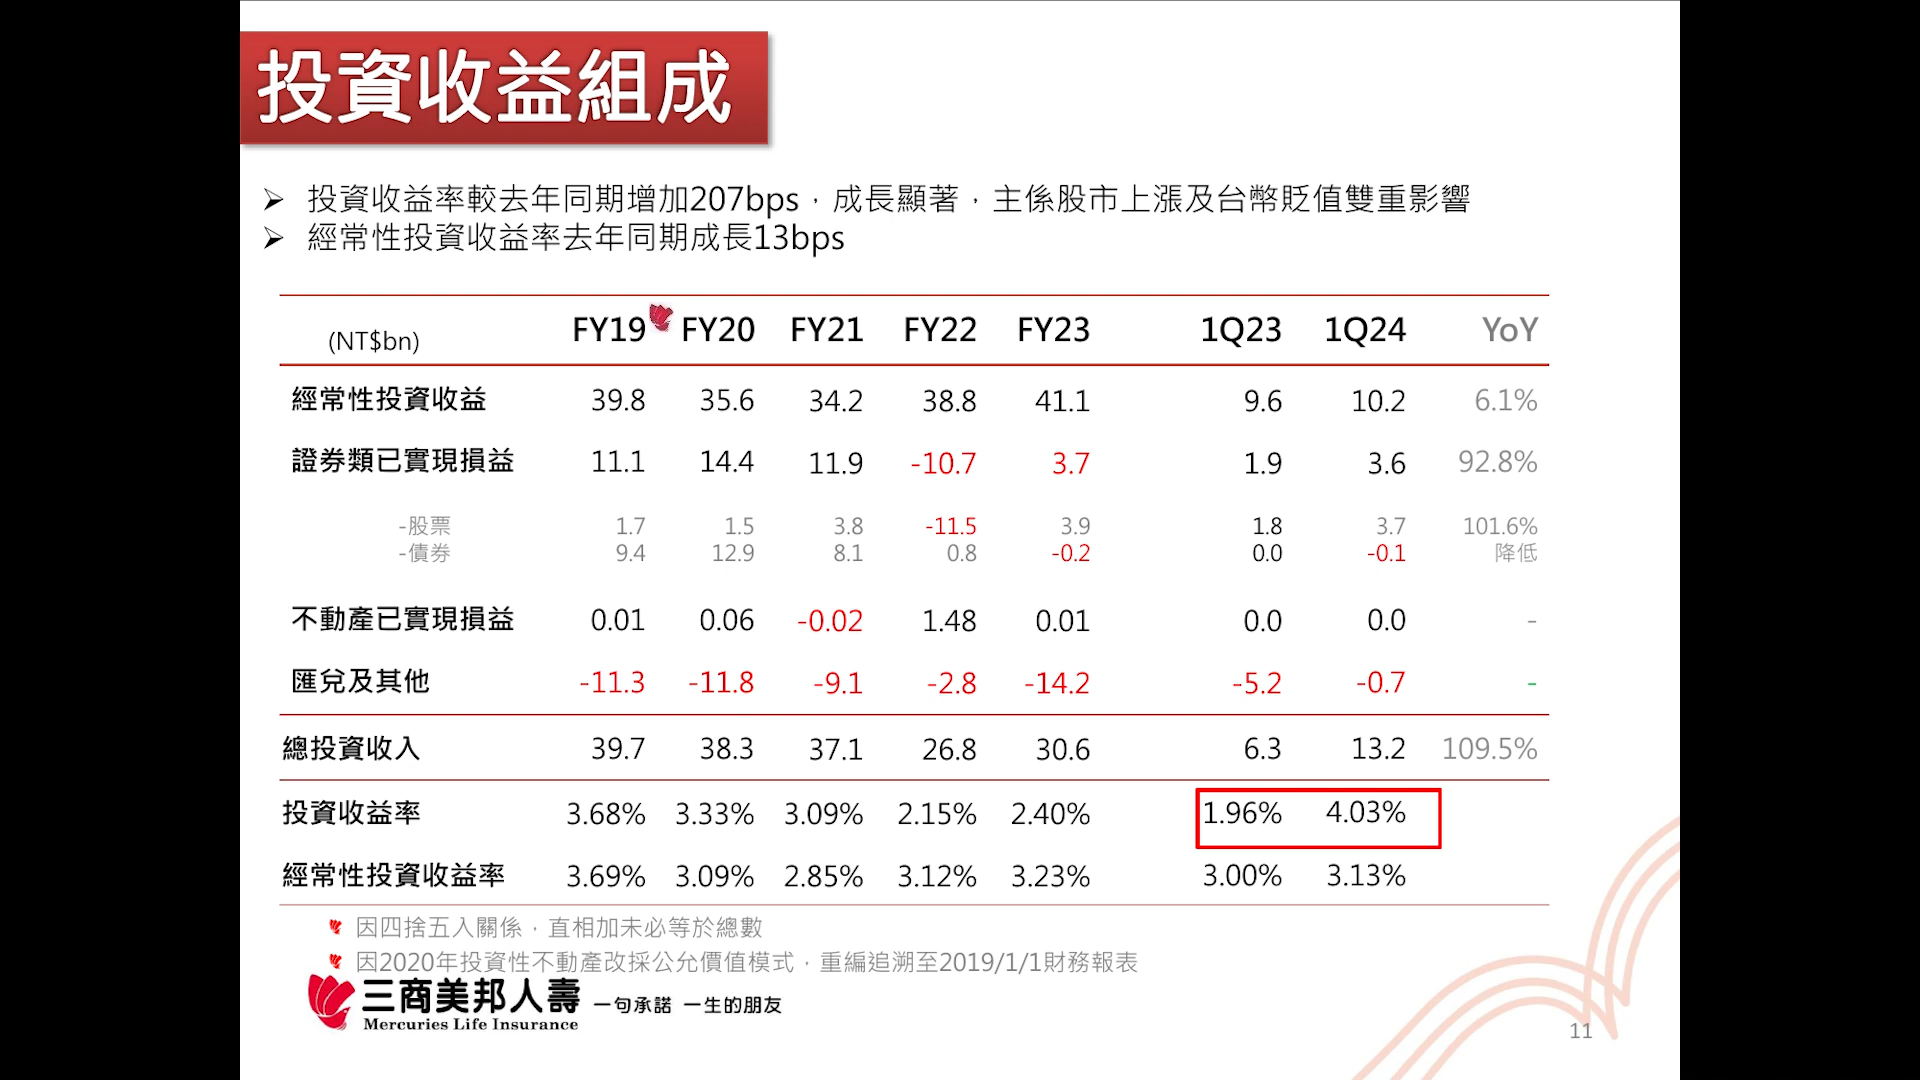 投資收益組成
投資收益率較去年同期增加207bps，成長顯著，主係股市上漲及台幣貶值雙重影響
經常性投資收益率去年同期成長13bps
(NT$bn) FY19 FY20 FY21 FY22 FY23 1Q23 1Q24 YoY
經常性投資收益 39.8 35.6 34.2 38.8 41.1 9.6 10.2 6.1%
證券類已實現損益 11.1 14.4 11.9 -10.7 3.7 1.9 3.6 92.8%
-股票 1.7 1.5 3.8 -11.5 3.9 1.8 3.7 101.6%
-債券 9.4 12.9 8.1 0.8 -0.2 0.0 -0.1 降低
不動產已實現損益 0.01 0.06 -0.02 1.48 0.01 0.0 0.0 -
匯兌及其他 -11.3 -11.8 -9.1 -2.8 -14.2 -5.2 -0.7 -
總投資收入 39.7 38.3 37.1 26.8 30.6 6.3 13.2 109.5%
投資收益率 3.68% 3.33% 3.09% 2.15% 2.40% 1.96% 4.03%
經常性投資收益率 3.69% 3.09% 2.85% 3.12% 3.23% 3.00% 3.13%
因四捨五入關係，直相加未必等於總數
因2020年投資性不動產改採公允價值模式，重編追溯至2019/1/1財務報表
三商美邦人壽 一句承諾 一生的朋友
Mercuries Life Insurance
11